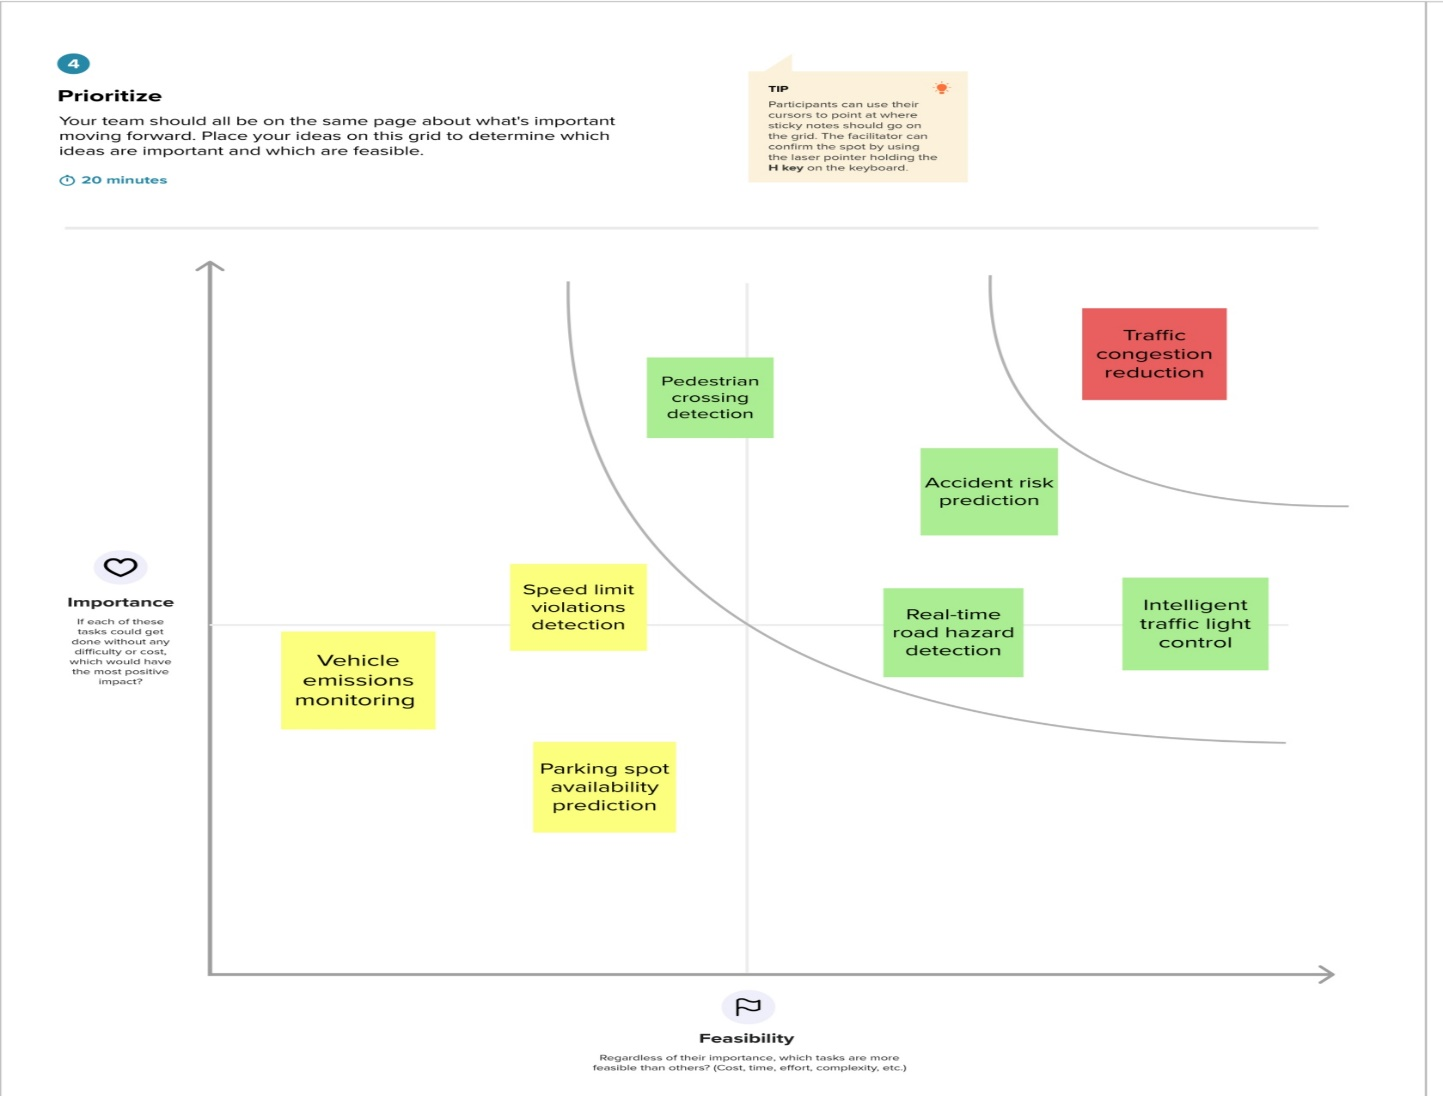 4
Prioritize
Your team should all be on the same page about what's important
moving forward. Place your ideas on this grid to determine which
ideas are important and which are feasible.
20 minutes
TIP
Participants can use their
cursors to point at where
sticky notes should go on
the grid. The facilitator can
confirm the spot by using
the laser pointer holding the
H key on the keyboard.
Traffic
congestion
reduction
Pedestrian
crossing
detection
Accident risk
prediction
Speed limit
violations
detection
Real-time
road hazard
detection
Intelligent
traffic light
control
Vehicle
emissions
monitoring
Parking spot
availability
prediction
Importance
If each of these
tasks could get
done without any
difficulty or cost,
which would have
the most positive
impact?
Feasibility
Regardless of their importance, which tasks are more
feasible than others? (Cost, time, effort, complexity, etc.)